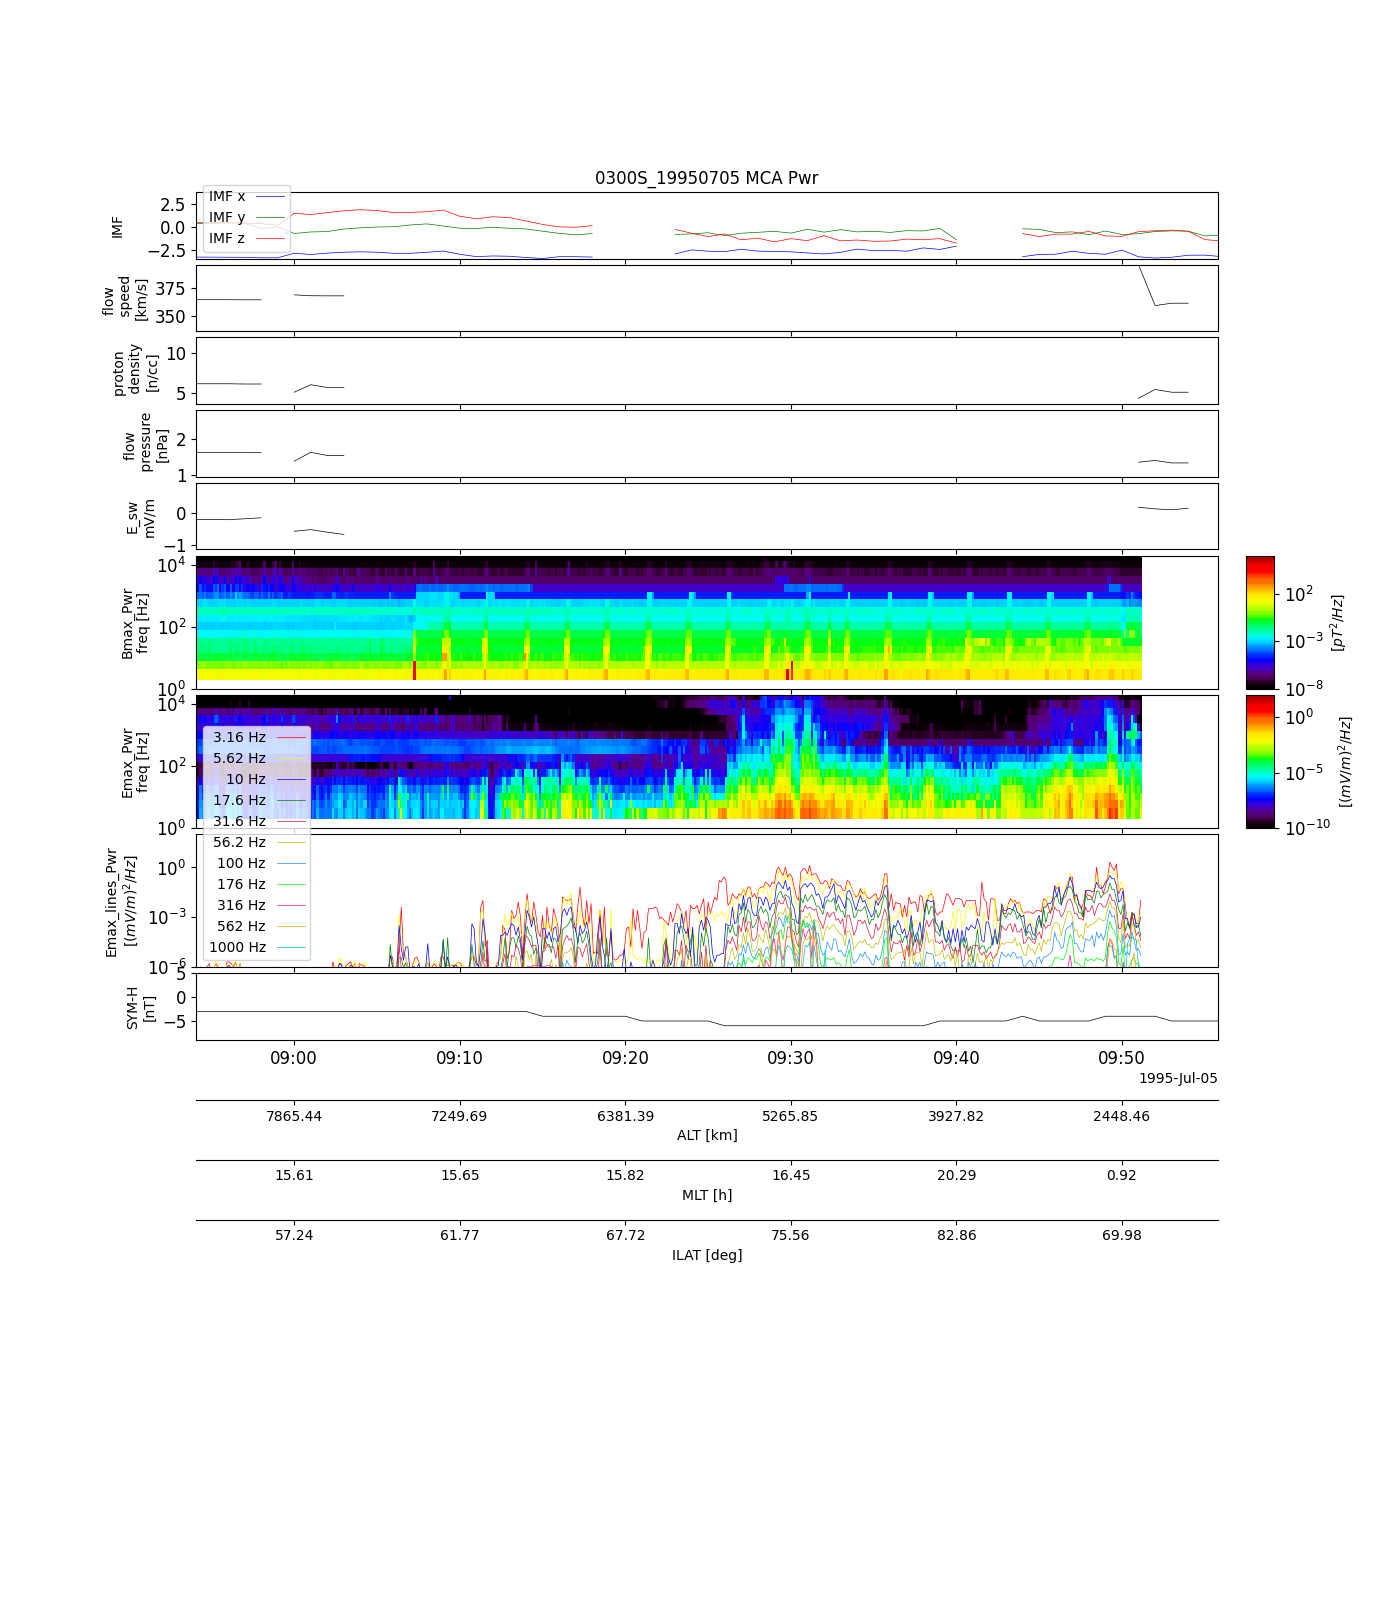 0300S_19950705 MCA Pwr
IMF
2.5
0.0
−2.5
IMF x
IMF y
IMF z
flow
speed
[km/s]
375
350
proton
density
[n/cc]
10
5
flow
pressure
[nPa]
2
1
E_sw
mV/m
0
−1
Bmax_Pwr
freq [Hz]
10^4
10^2
10^0
10^2
10^−3
10^−8
[pT^2/Hz]
Emax_Pwr
freq [Hz]
10^4
10^2
10^0
10^0
10^−5
10^−10
[(mV/m)^2/Hz]
3.16 Hz
5.62 Hz
10 Hz
17.6 Hz
31.6 Hz
56.2 Hz
100 Hz
176 Hz
316 Hz
562 Hz
1000 Hz
Emax_lines_Pwr
[(mV/m)^2/Hz]
10^0
10^−3
10^−6
SYM-H
[nT]
5
0
−5
09:00 09:10 09:20 09:30 09:40 09:50
1995-Jul-05
7865.44 7249.69 6381.39 5265.85 3927.82 2448.46
ALT [km]
15.61 15.65 15.82 16.45 20.29 0.92
MLT [h]
57.24 61.77 67.72 75.56 82.86 69.98
ILAT [deg]